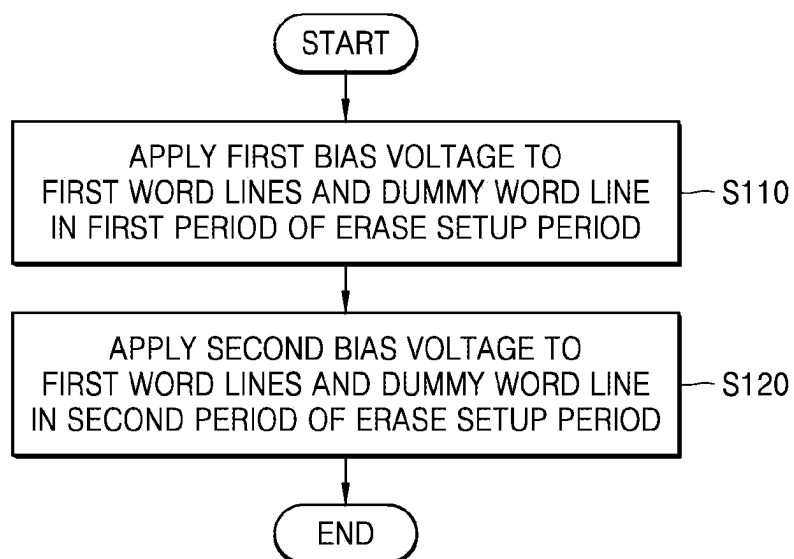 START
APPLY FIRST BIAS VOLTAGE TO
FIRST WORD LINES AND DUMMY WORD LINE
IN FIRST PERIOD OF ERASE SETUP PERIOD
S110
APPLY SECOND BIAS VOLTAGE TO
FIRST WORD LINES AND DUMMY WORD LINE
IN SECOND PERIOD OF ERASE SETUP PERIOD
S120
END